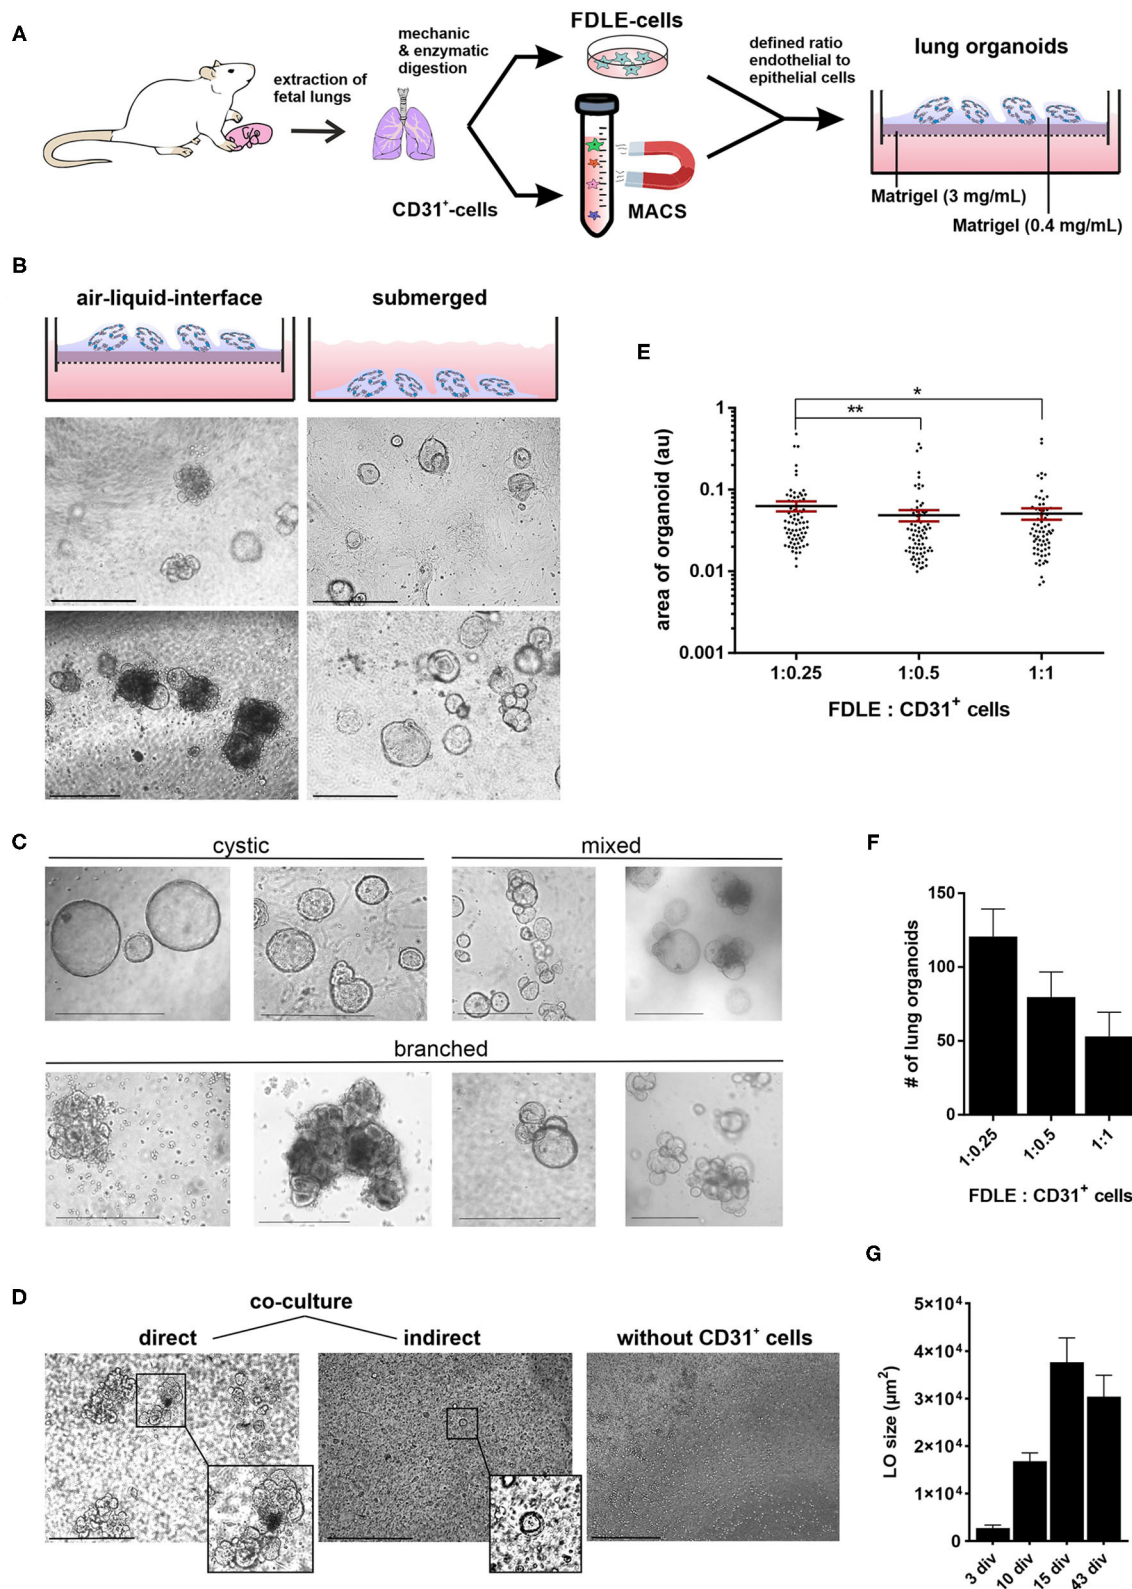 A
extraction of
fetal lungs
mechanic
& enzymatic
digestion
CD31⁺-cells
FDLE-cells
MACS
defined ratio
endothelial to
epithelial cells
lung organoids
Matrigel (3 mg/mL)
Matrigel (0.4 mg/mL)
B
air-liquid-interface
submerged
E
*
**
1
0.1
0.01
0.001
area of organoid (au)
1:0.25
1:0.5
1:1
FDLE : CD31⁺ cells
C
cystic
mixed
branched
F
150
100
50
0
# of lung organoids
1:0.25
1:0.5
1:1
FDLE : CD31⁺ cells
D
co-culture
direct
indirect
without CD31⁺ cells
G
5×10⁴
4×10⁴
3×10⁴
2×10⁴
1×10⁴
0
LO size (µm²)
3 div
10 div
15 div
43 div